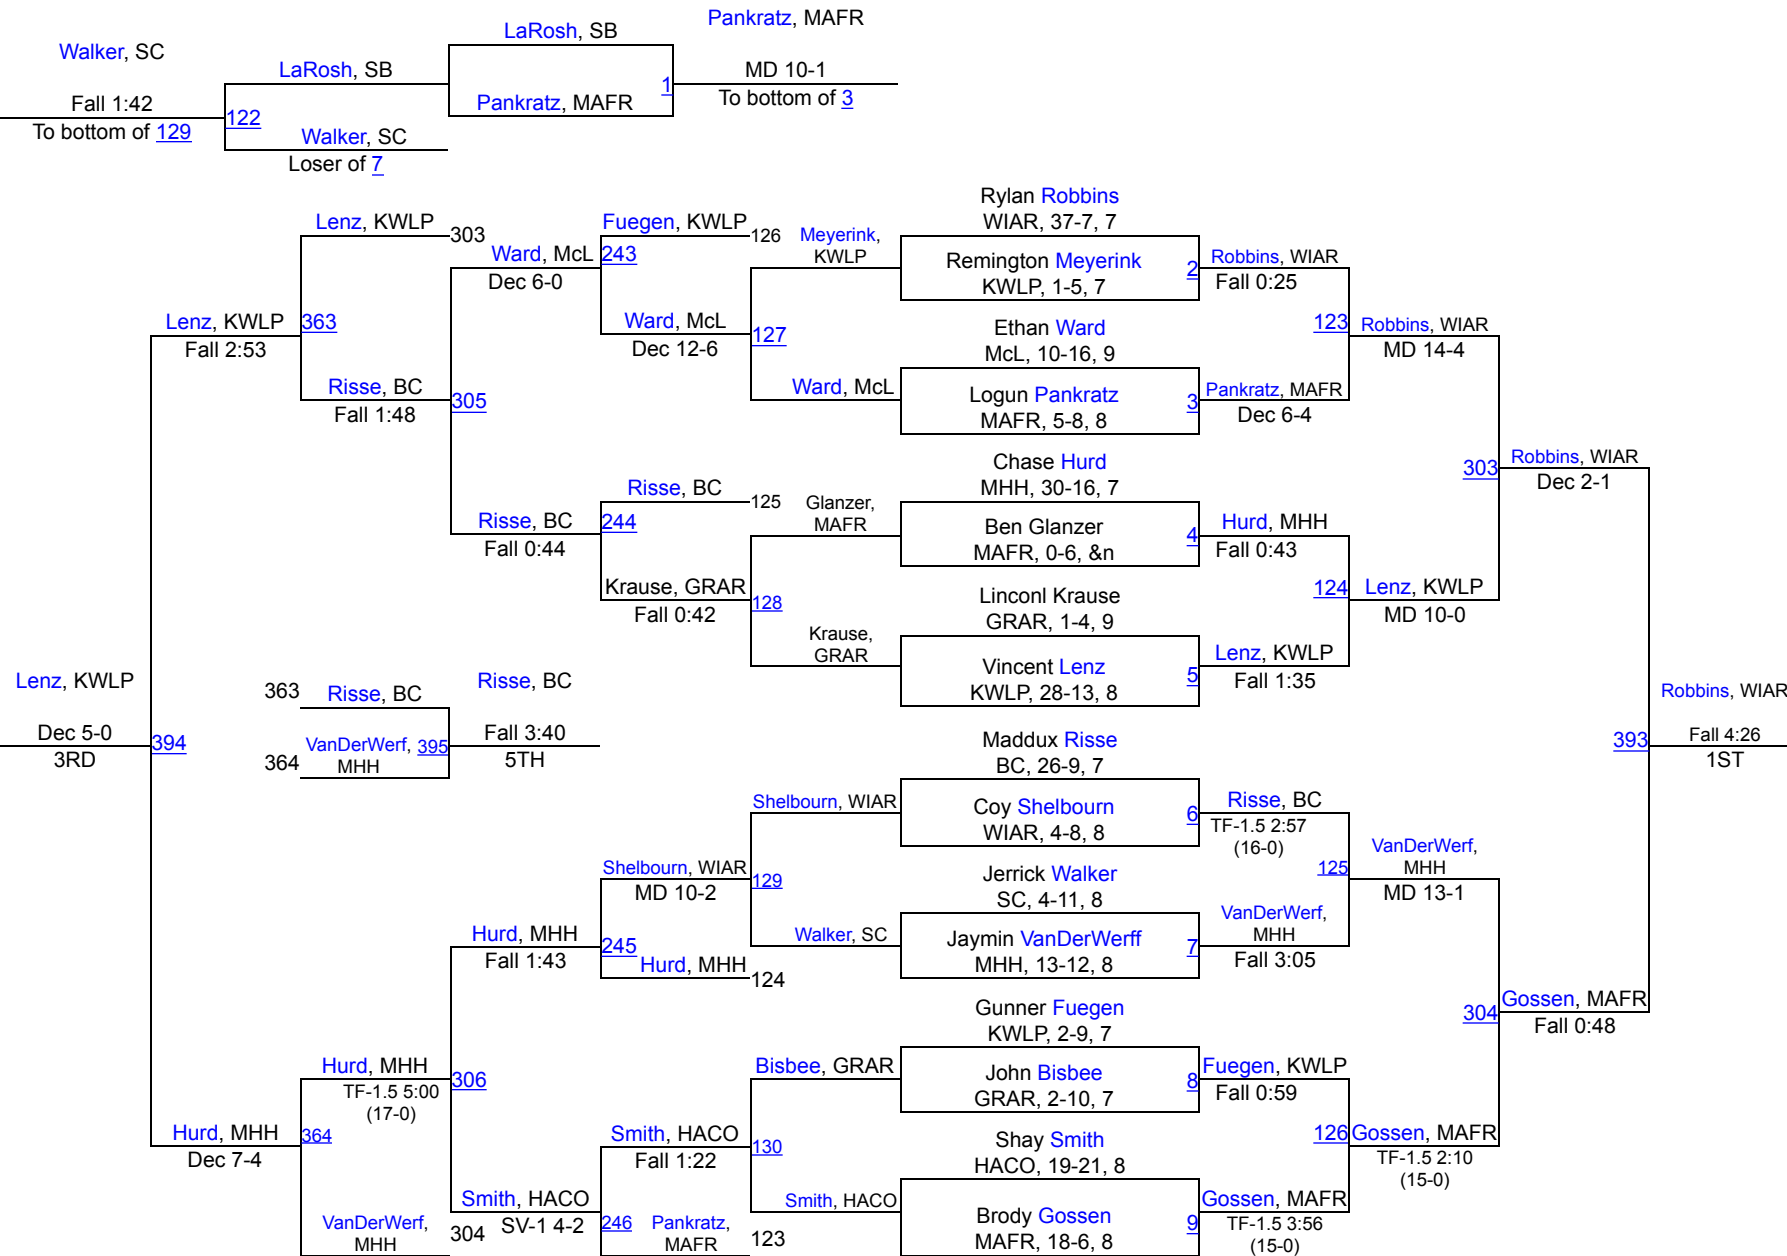 Pankratz, MAFR
LaRosh, SB
Walker, SC
LaRosh, SB
MD 10-1
1
Fall 1:42
Pankratz, MAFR
To bottom of 3
122
To bottom of 129
Walker, SC
Loser of 7
Rylan Robbins
WIAR, 37-7, 7
Lenz, KWLP
303
Fuegen, KWLP
126
Meyerink,
KWLP
Ward, McL
243
Dec 6-0
Remington Meyerink
KWLP, 1-5, 7
2
Robbins, WIAR
Fall 0:25
Lenz, KWLP
363
Fall 2:53
Ward, McL
Dec 12-6
127
Ethan Ward
McL, 10-16, 9
123
Robbins, WIAR
MD 14-4
Risse, BC
Fall 1:48
305
Ward, McL
Logun Pankratz
MAFR, 5-8, 8
3
Pankratz, MAFR
Dec 6-4
Chase Hurd
MHH, 30-16, 7
303
Robbins, WIAR
Dec 2-1
Risse, BC
125
Glanzer,
MAFR
Risse, BC
244
Fall 0:44
Ben Glanzer
MAFR, 0-6, &n
4
Hurd, MHH
Fall 0:43
Krause, GRAR
Fall 0:42
128
Linconl Krause
GRAR, 1-4, 9
124
Lenz, KWLP
MD 10-0
Krause,
GRAR
Vincent Lenz
KWLP, 28-13, 8
5
Lenz, KWLP
Fall 1:35
Lenz, KWLP
363
Risse, BC
Risse, BC
Robbins, WIAR
Dec 5-0
3RD
394
364
VanDerWerf,
MHH
395
Fall 3:40
5TH
Maddux Risse
BC, 26-9, 7
393
Fall 4:26
1ST
Shelbourn, WIAR
Coy Shelbourn
WIAR, 4-8, 8
6
Risse, BC
TF-1.5 2:57
(16-0)
Shelbourn, WIAR
MD 10-2
129
Jerrick Walker
SC, 4-11, 8
125
VanDerWerf,
MHH
MD 13-1
Hurd, MHH
Fall 1:43
245
Hurd, MHH
124
Walker, SC
Jaymin VanDerWerff
MHH, 13-12, 8
7
VanDerWerf,
MHH
Fall 3:05
Gunner Fuegen
KWLP, 2-9, 7
304
Gossen, MAFR
Fall 0:48
Hurd, MHH
TF-1.5 5:00
(17-0)
306
Bisbee, GRAR
John Bisbee
GRAR, 2-10, 7
8
Fuegen, KWLP
Fall 0:59
Hurd, MHH
Dec 7-4
364
Smith, HACO
Fall 1:22
130
Shay Smith
HACO, 19-21, 8
126
Gossen, MAFR
TF-1.5 2:10
(15-0)
Smith, HACO
SV-1 4-2
Smith, HACO
Brody Gossen
MAFR, 18-6, 8
9
Gossen, MAFR
TF-1.5 3:56
(15-0)
VanDerWerf,
MHH
304
246
Pankratz,
MAFR
123